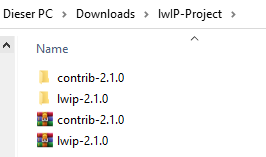 Dieser PC > Downloads > lwIP-Project >
Name
contrib-2.1.0
lwip-2.1.0
contrib-2.1.0
lwip-2.1.0